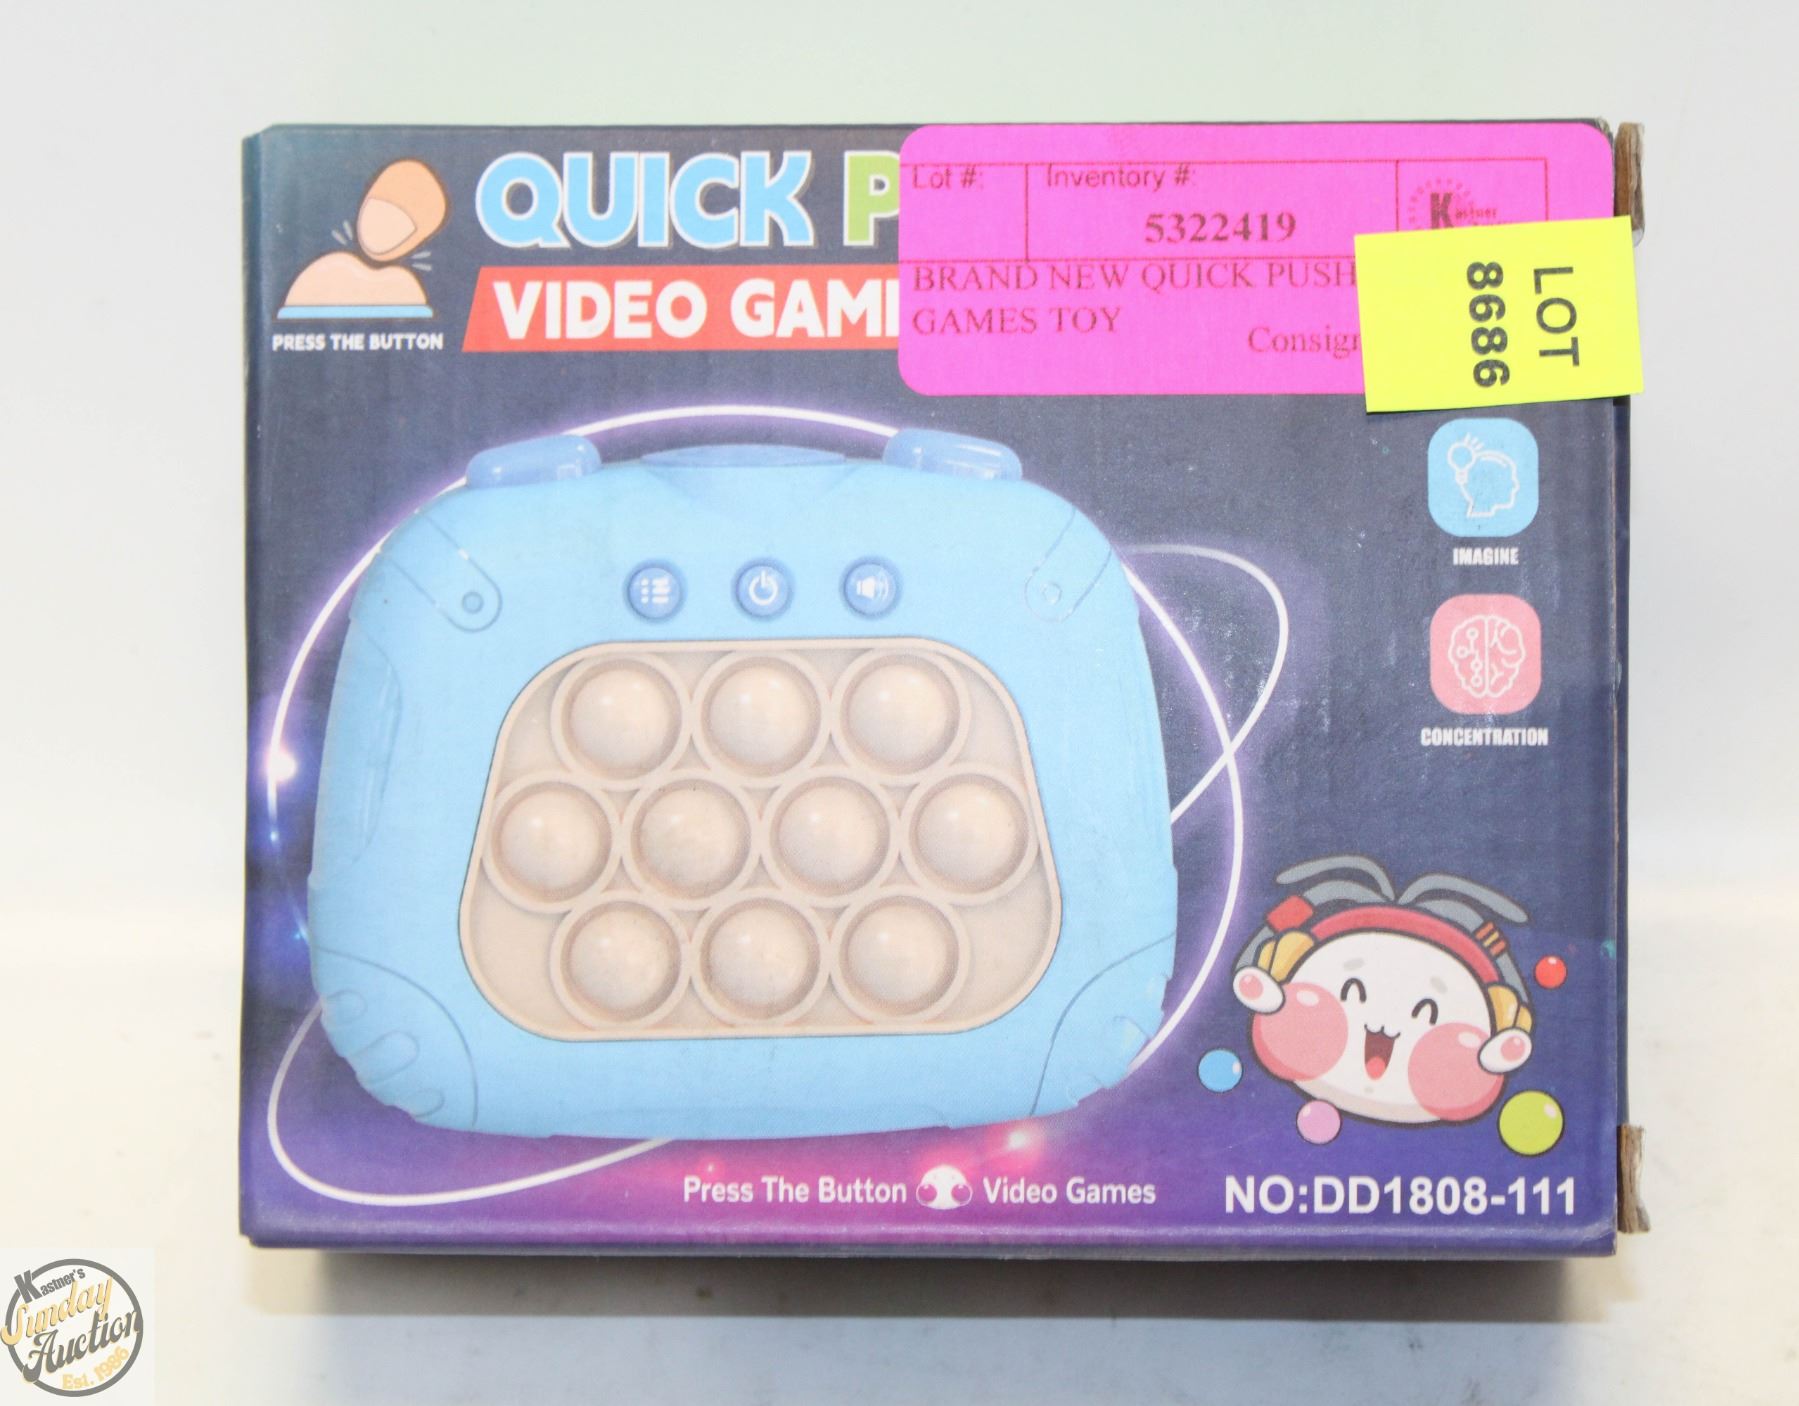 QUICK P
VIDEO GAM
PRESS THE BUTTON
Lot #: Inventory #:
5322419
Kastner
BRAND NEW QUICK PUSH
GAMES TOY
Consign
LOT
8686
IMAGINE
CONCENTRATION
Press The Button Video Games
NO:DD1808-111
Kastner's
Sunday
Auction
Est. 1986